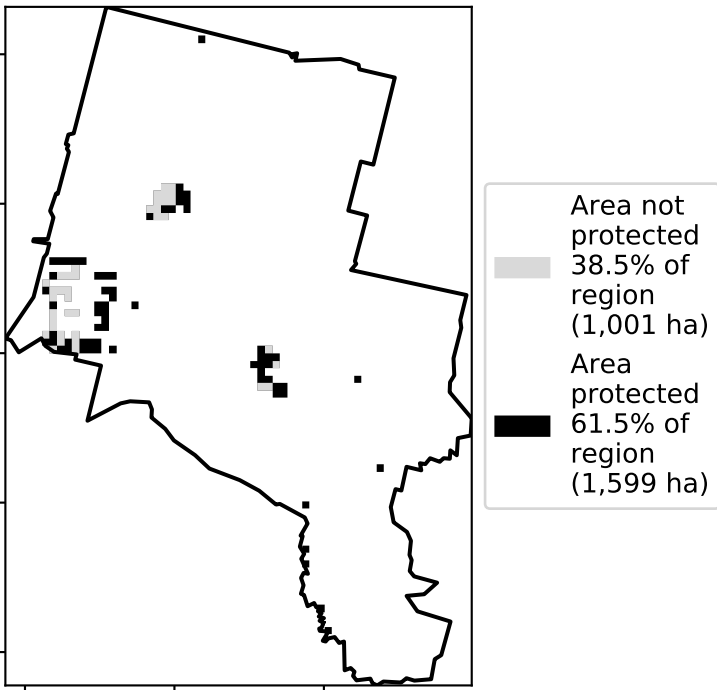 Area not
protected
38.5% of
region
(1,001 ha)
Area
protected
61.5% of
region
(1,599 ha)